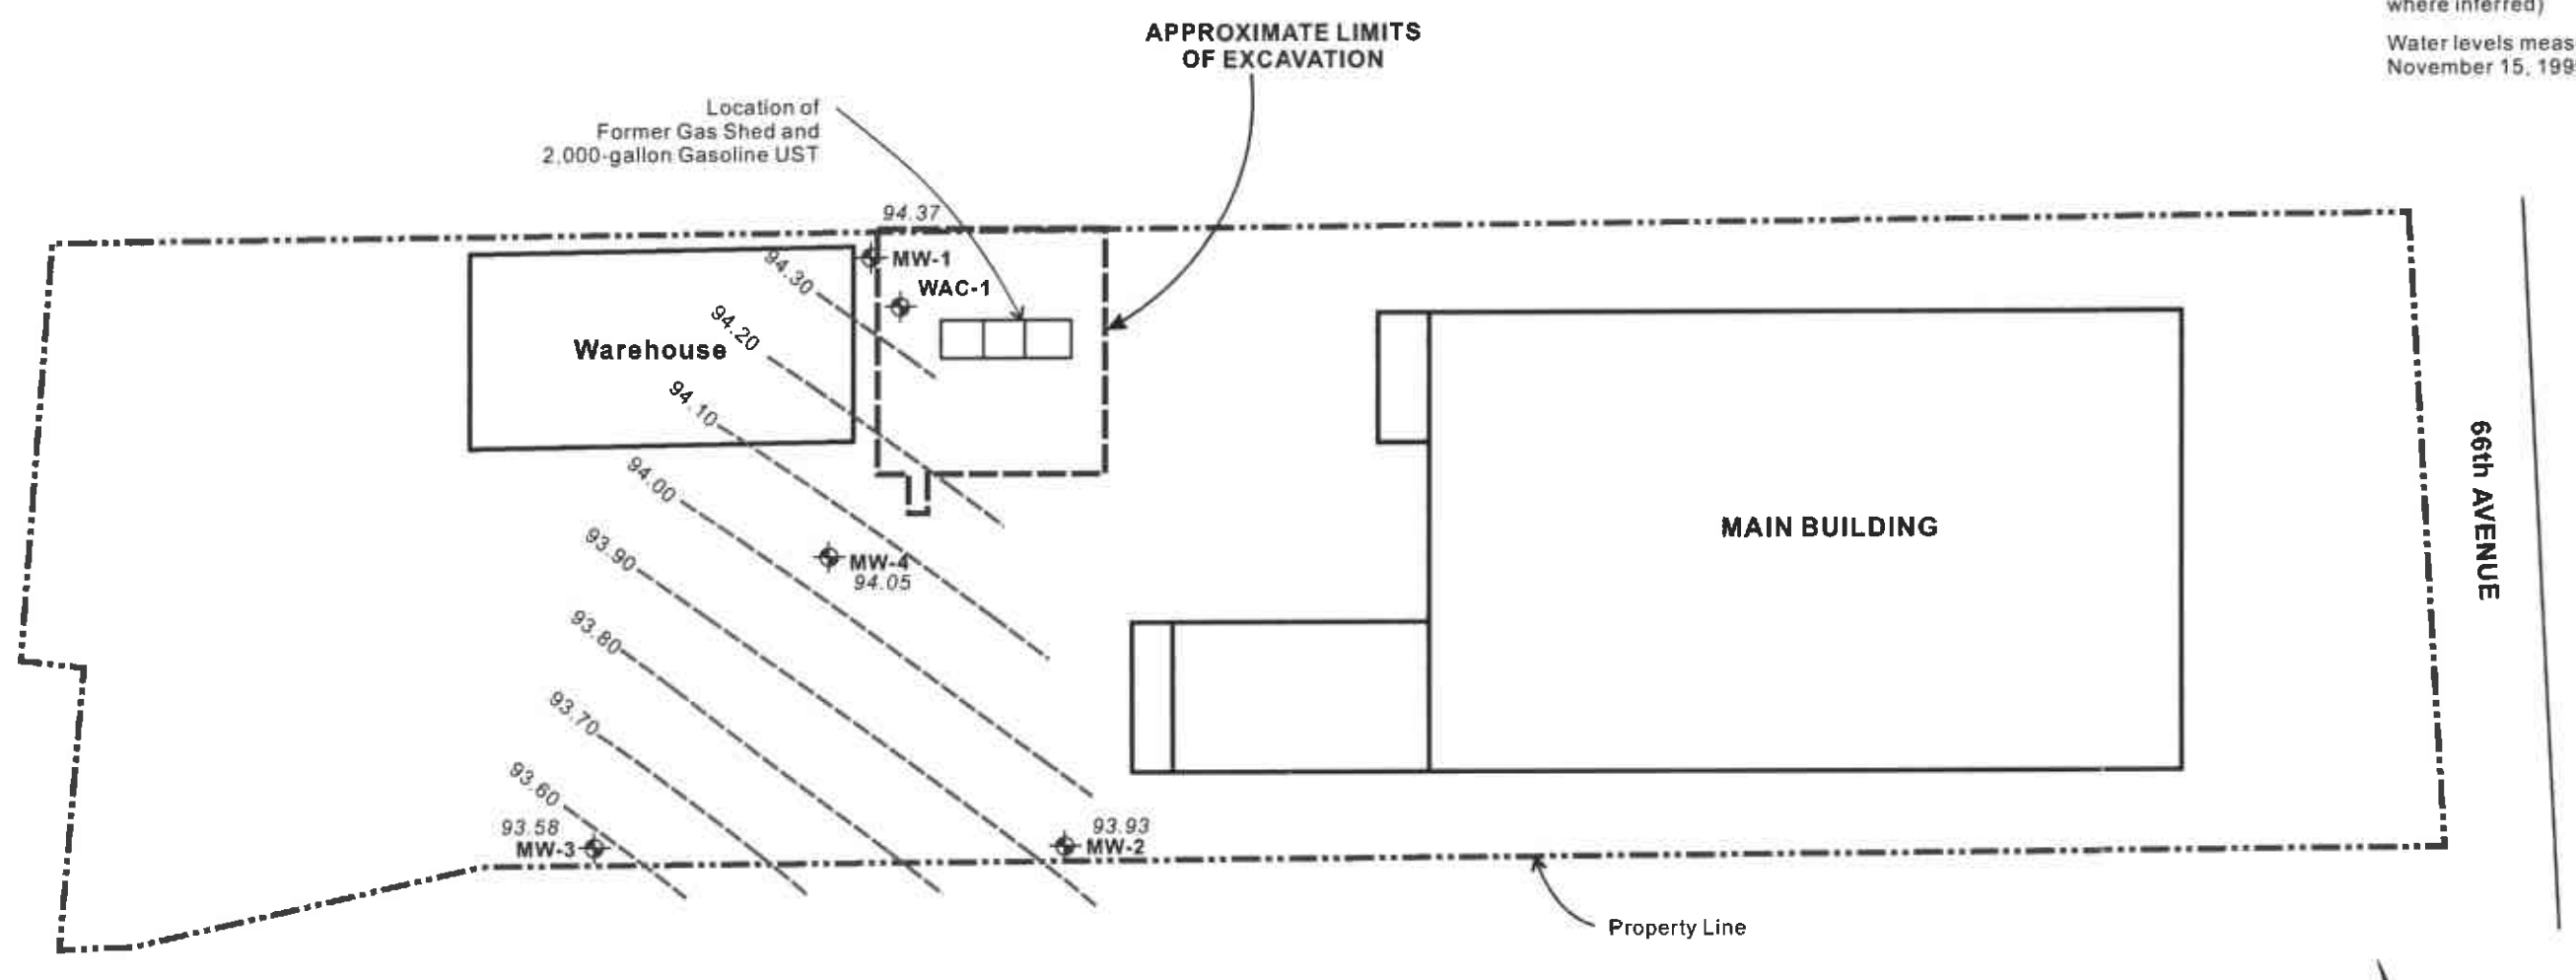 where inferred)
Water levels meas
November 15, 199
APPROXIMATE LIMITS
OF EXCAVATION
Location of
Former Gas Shed and
2,000-gallon Gasoline UST
94.37
MW-1
WAC-1
94.30
94.20
Warehouse
94.10
94.00
93.90
MW-4
94.05
93.80
93.70
93.60
93.58
MW-3
93.93
MW-2
MAIN BUILDING
66th AVENUE
Property Line